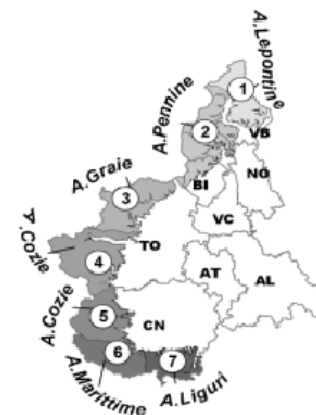 A.Lepontine
1
A.Pennine
2
VB
A.Graie
BI
NO
3
VC
A.Cozie
TO
4
AT
AL
A.Cozie
5
CN
6
7
A.Marittime
A.Liguri